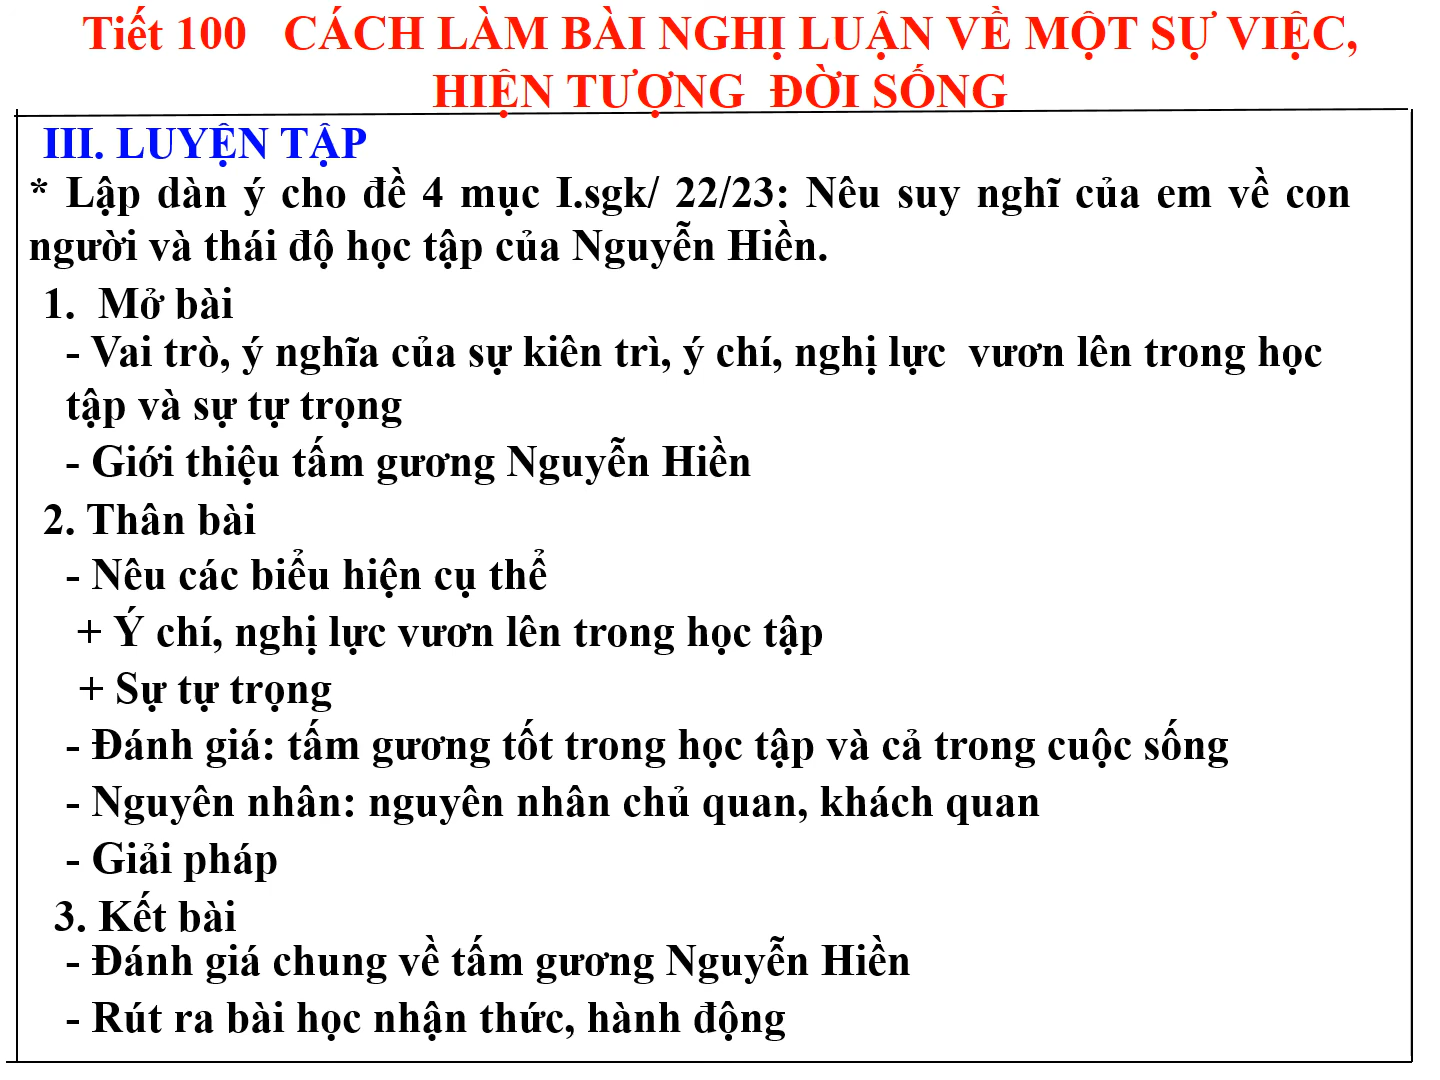 Tiết 100 CÁCH LÀM BÀI NGHỊ LUẬN VỀ MỘT SỰ VIỆC,
HIỆN TƯỢNG ĐỜI SỐNG
III. LUYỆN TẬP
* Lập dàn ý cho đề 4 mục I.sgk/ 22/23: Nêu suy nghĩ của em về con
người và thái độ học tập của Nguyễn Hiền.
1. Mở bài
- Vai trò, ý nghĩa của sự kiên trì, ý chí, nghị lực vươn lên trong học
tập và sự tự trọng
- Giới thiệu tấm gương Nguyễn Hiền
2. Thân bài
- Nêu các biểu hiện cụ thể
+ Ý chí, nghị lực vươn lên trong học tập
+ Sự tự trọng
- Đánh giá: tấm gương tốt trong học tập và cả trong cuộc sống
- Nguyên nhân: nguyên nhân chủ quan, khách quan
- Giải pháp
3. Kết bài
- Đánh giá chung về tấm gương Nguyễn Hiền
- Rút ra bài học nhận thức, hành động